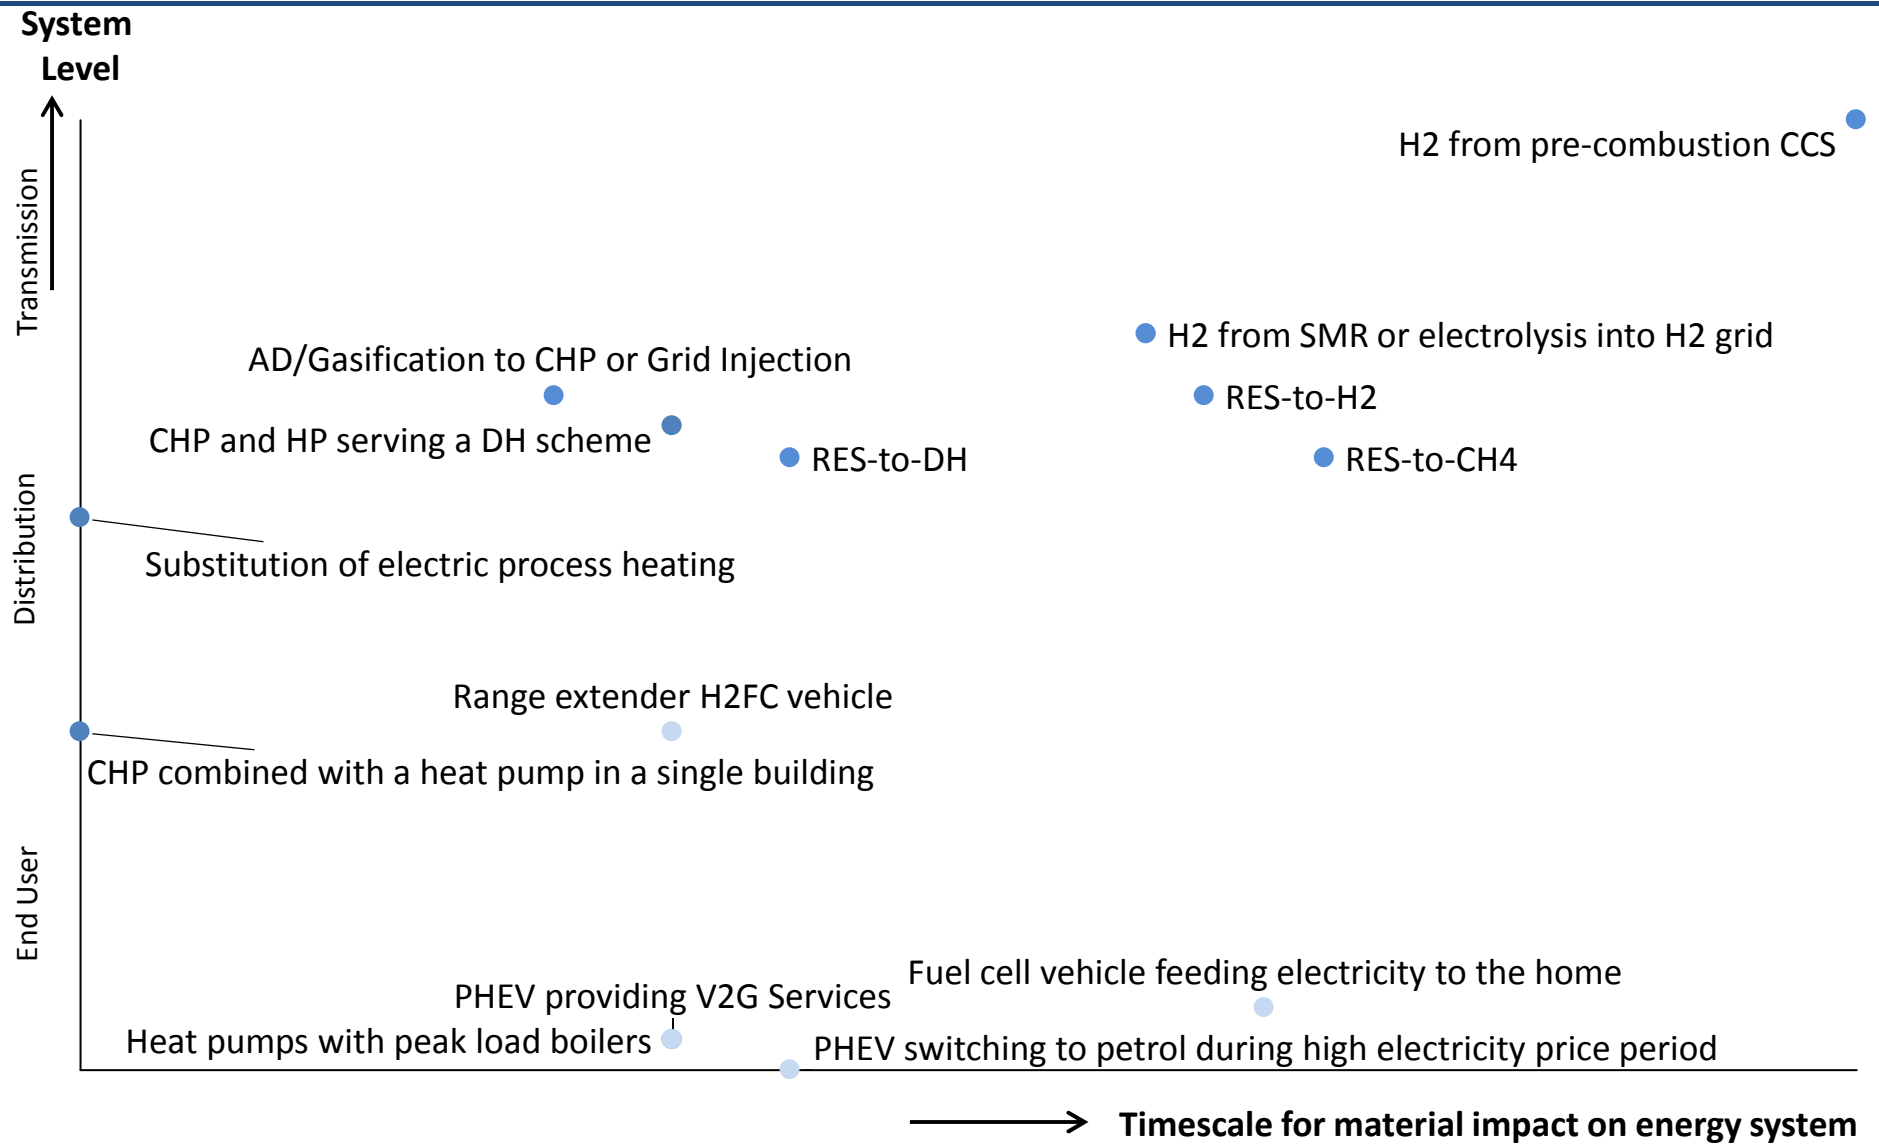 System
Level
Transmission
Distribution
End User
H2 from pre-combustion CCS
H2 from SMR or electrolysis into H2 grid
AD/Gasification to CHP or Grid Injection
RES-to-H2
CHP and HP serving a DH scheme
RES-to-DH
RES-to-CH4
Substitution of electric process heating
Range extender H2FC vehicle
CHP combined with a heat pump in a single building
Fuel cell vehicle feeding electricity to the home
PHEV providing V2G Services
Heat pumps with peak load boilers
PHEV switching to petrol during high electricity price period
Timescale for material impact on energy system